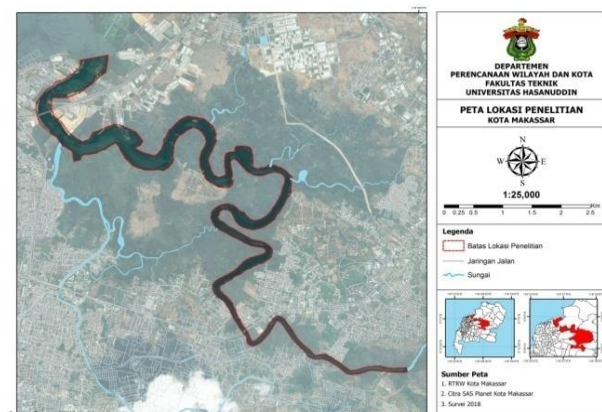 DEPARTEMEN
PERENCANAAN WILAYAH DAN KOTA
FAKULTAS TEKNIK
UNIVERSITAS HASANUDDIN
PETA LOKASI PENELITIAN
KOTA MAKASSAR
N
W E
S
1:25,000
Km
0 0.25 0.5 1 1.5 2 2.5
Legenda
Batas Lokasi Penelitian
Jaringan Jalan
Sungai
Sumber Peta
1. RTRW Kota Makassar
2. Citra SAS Planet Kota Makassar
3. Survei 2018